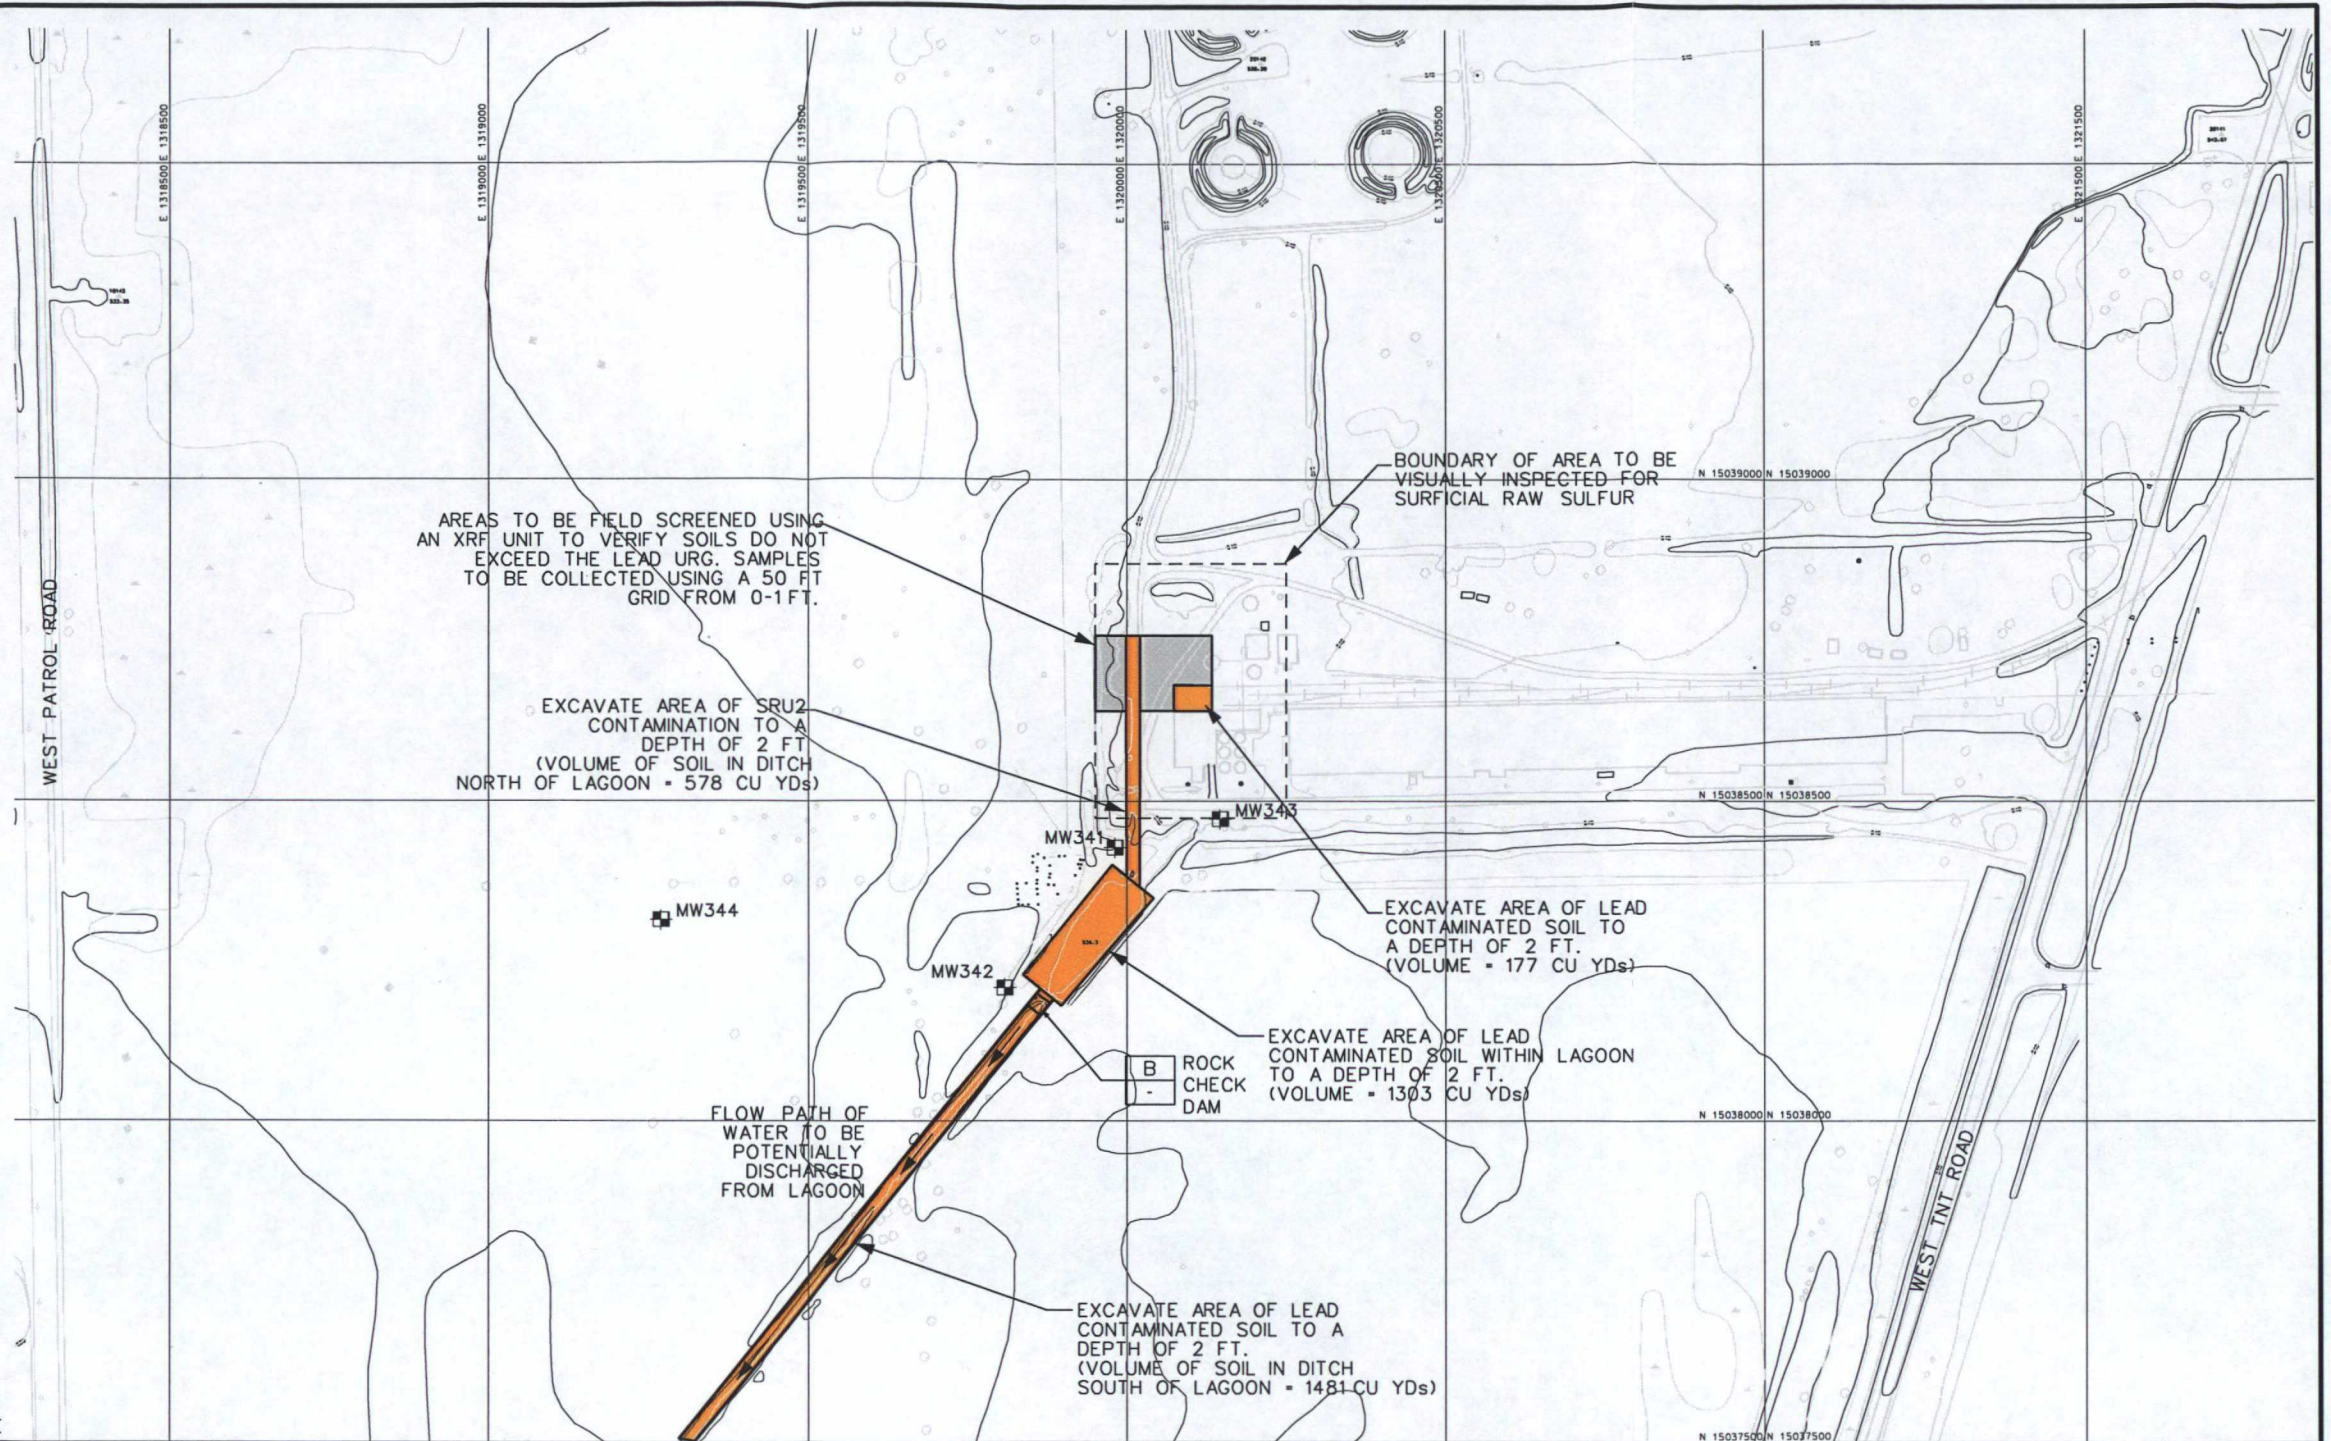 E 1318500 E 1318500
E 1319000 E 1319000
E 1319500 E 1319500
E 1320000 E 1320000
E 1320500 E 1320500
E 1321500 E 1321500
WEST PATROL ROAD
BOUNDARY OF AREA TO BE
VISUALLY INSPECTED FOR
SURFICIAL RAW SULFUR
N 15039000 N 15039000
AREAS TO BE FIELD SCREENED USING
AN XRF UNIT TO VERIFY SOILS DO NOT
EXCEED THE LEAD URG. SAMPLES
TO BE COLLECTED USING A 50 FT
GRID FROM 0-1 FT.
EXCAVATE AREA OF SRU2
CONTAMINATION TO A
DEPTH OF 2 FT
(VOLUME OF SOIL IN DITCH
NORTH OF LAGOON = 578 CU YDs)
N 15038500 N 15038500
MW343
MW341
MW344
MW342
EXCAVATE AREA OF LEAD
CONTAMINATED SOIL TO
A DEPTH OF 2 FT.
(VOLUME = 177 CU YDs)
EXCAVATE AREA OF LEAD
CONTAMINATED SOIL WITHIN LAGOON
TO A DEPTH OF 2 FT.
(VOLUME = 1303 CU YDs)
B
-
ROCK
CHECK
DAM
N 15038000 N 15038000
FLOW PATH OF
WATER TO BE
POTENTIALLY
DISCHARGED
FROM LAGOON
WEST TNT ROAD
EXCAVATE AREA OF LEAD
CONTAMINATED SOIL TO A
DEPTH OF 2 FT.
(VOLUME OF SOIL IN DITCH
SOUTH OF LAGOON = 1481 CU YDs)
N 15037500 N 15037500